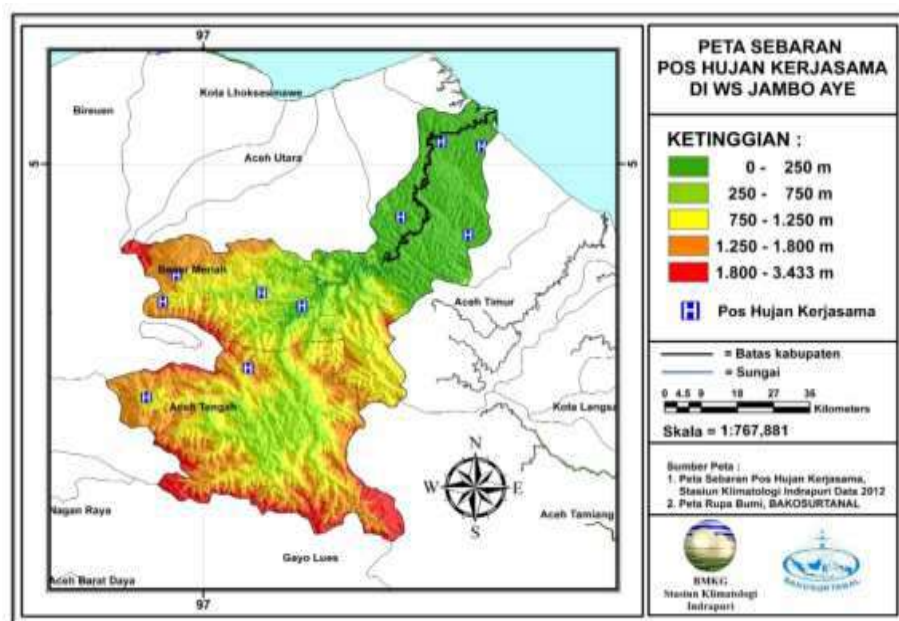 97
Kota Lhokseumawe
Bireuen
Aceh Utara
5
5
Bener Meriah
Aceh Timur
Aceh Tengah
Kota Langsa
Nagan Raya
Aceh Tamiang
Gayo Lues
Aceh Barat Daya
97
N
W E
S
PETA SEBARAN
POS HUJAN KERJASAMA
DI WS JAMBO AYE
KETINGGIAN :
0 - 250 m
250 - 750 m
750 - 1.250 m
1.250 - 1.800 m
1.800 - 3.433 m
H Pos Hujan Kerjasama
= Batas kabupaten
= Sungai
0 4.5 9 18 27 36
Kilometers
Skala = 1:767,881
Sumber Peta :
1. Peta Sebaran Pos Hujan Kerjasama,
Stasiun Klimatologi Indrapuri Data 2012
2. Peta Rupa Bumi, BAKOSURTANAL
BMKG
Stasiun Klimatologi
Indrapuri
BAKOSURTANAL